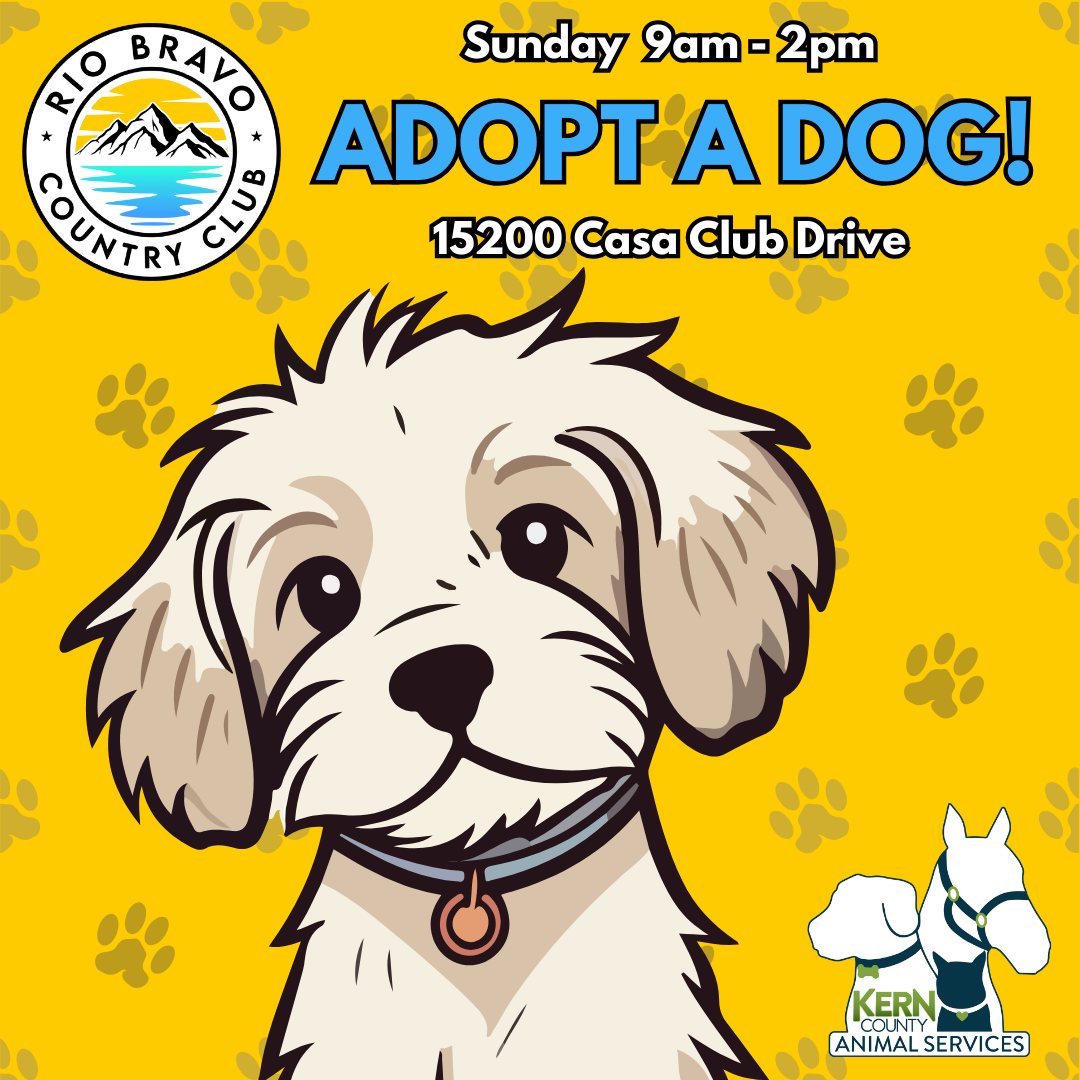 RIO BRAVO
COUNTRY CLUB
Sunday 9am - 2pm
ADOPT A DOG!
15200 Casa Club Drive
KERN
COUNTY
ANIMAL SERVICES